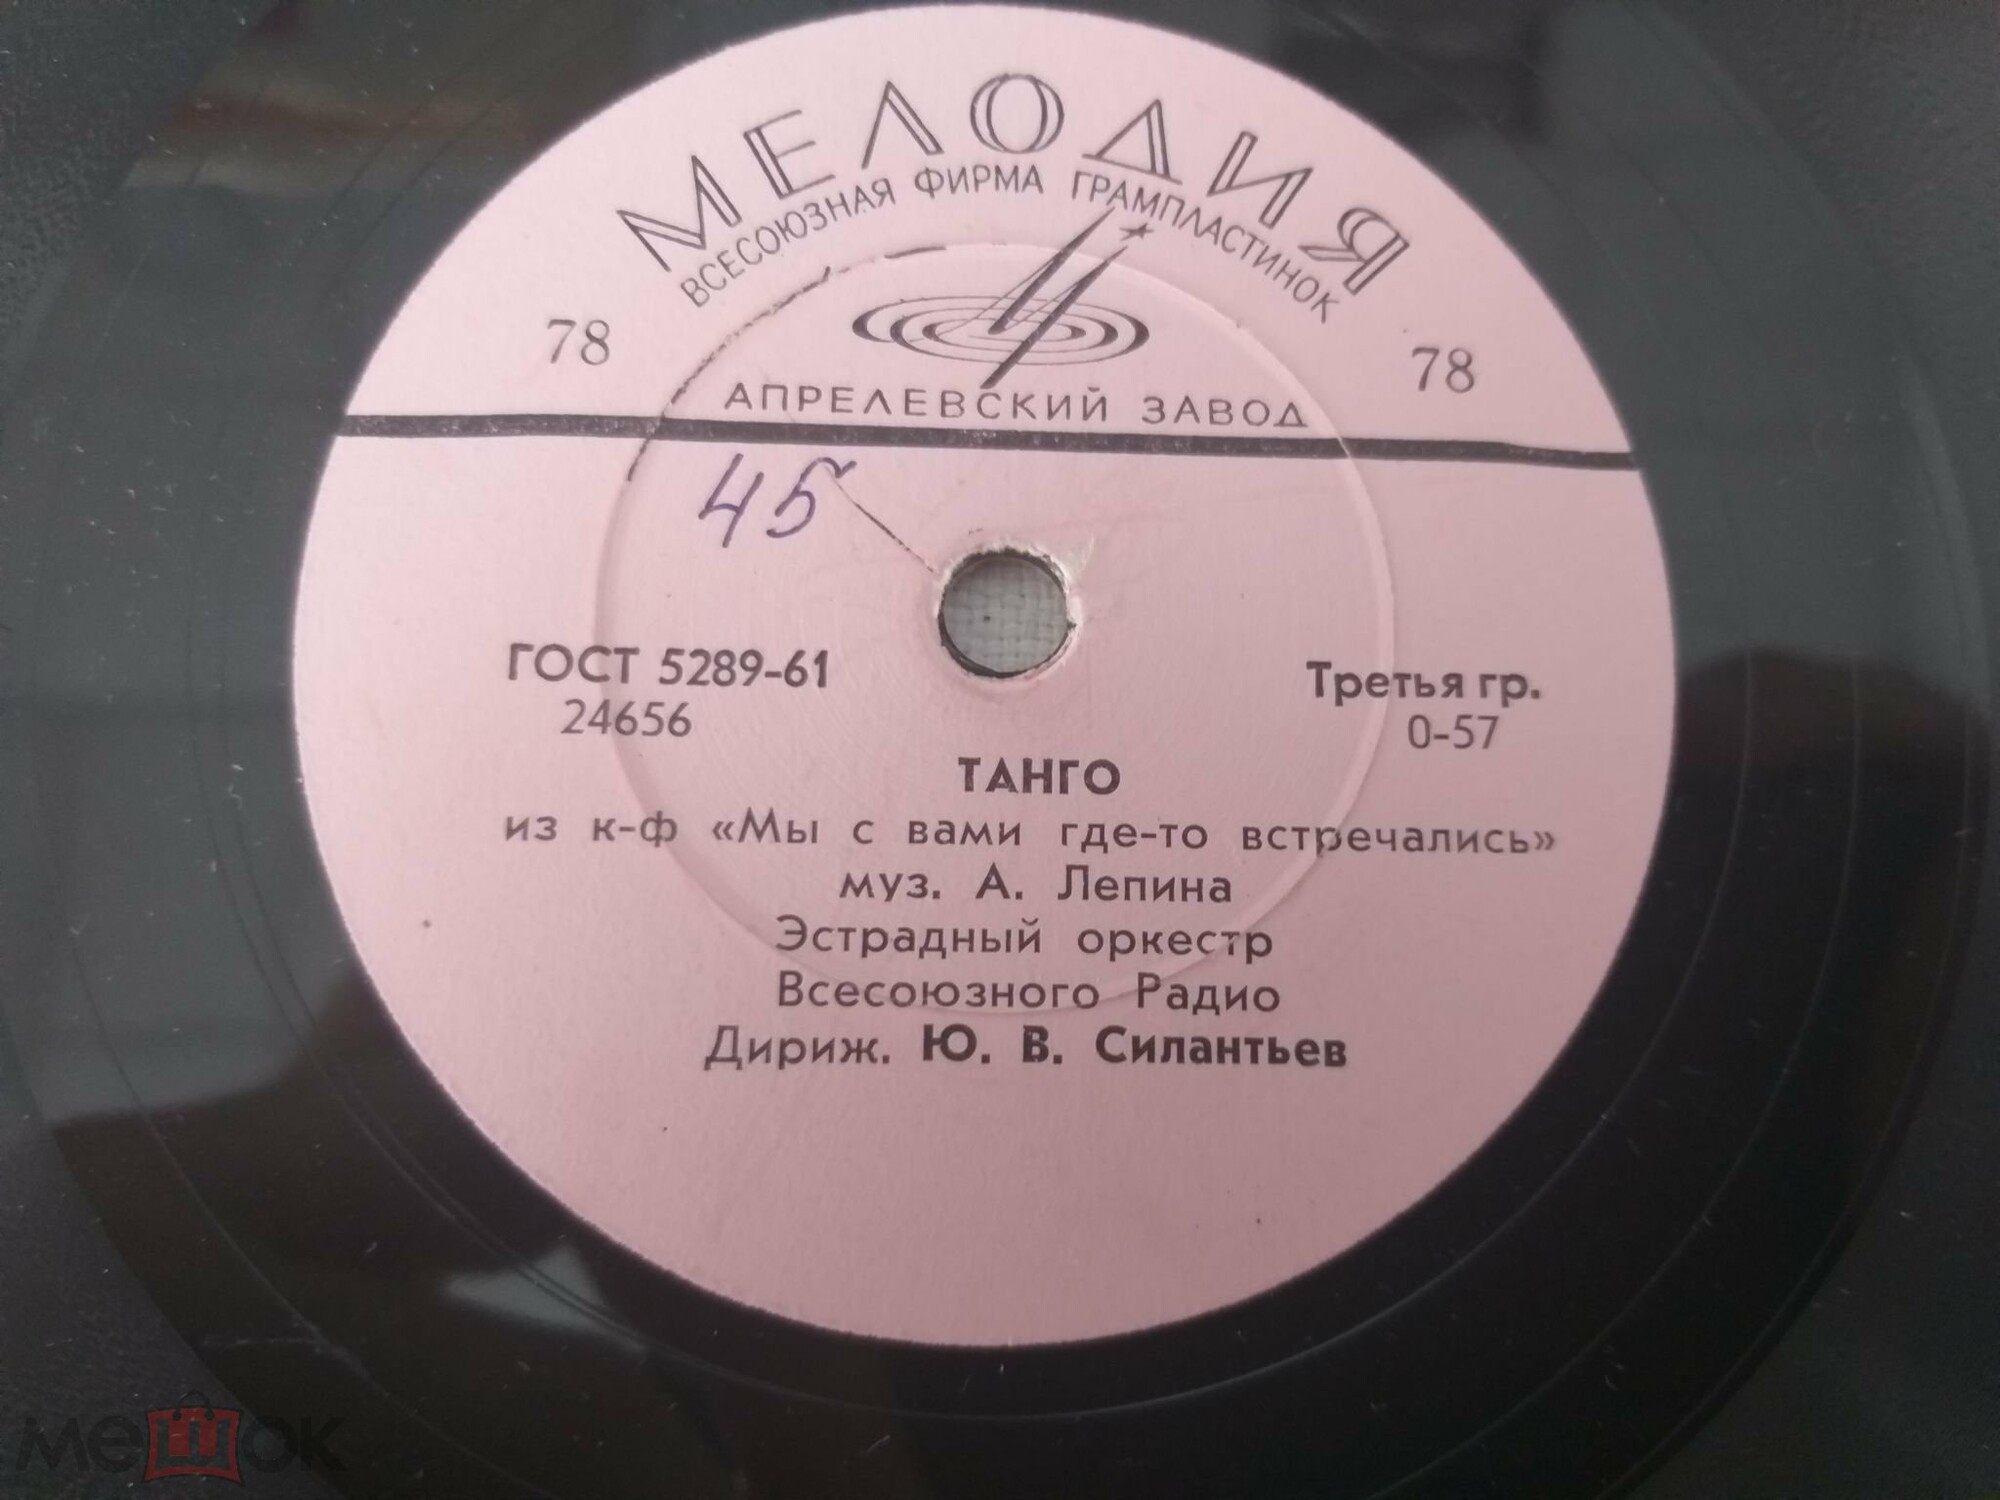 МЕЛОДИЯ
ВСЕСОЮЗНАЯ ФИРМА ГРАМПЛАСТИНОК
78 78
АПРЕЛЕВСКИЙ ЗАВОД
45
ГОСТ 5289-61 Третья гр.
24656 0-57
ТАНГО
из к-ф «Мы с вами где-то встречались»
муз. А. Лепина
Эстрадный оркестр
Всесоюзного Радио
Дириж. Ю. В. Силантьев
мешок